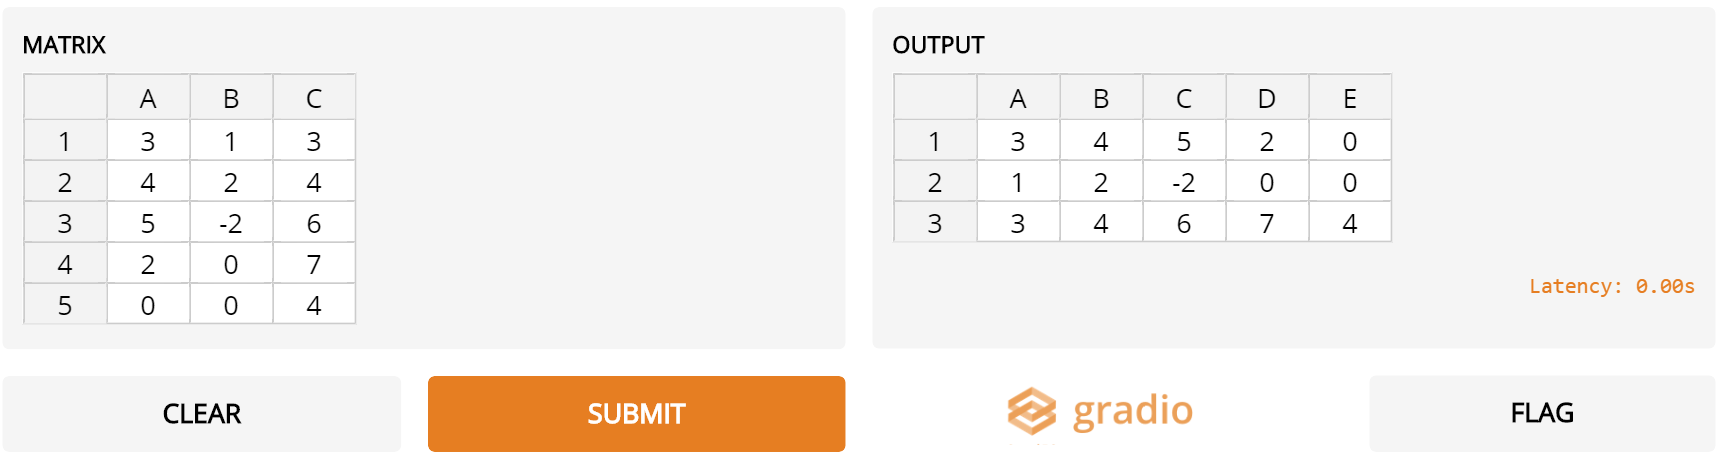 MATRIX
A B C
1 3 1 3
2 4 2 4
3 5 -2 6
4 2 0 7
5 0 0 4
OUTPUT
A B C D E
1 3 4 5 2 0
2 1 2 -2 0 0
3 3 4 6 7 4
Latency: 0.00s
CLEAR
SUBMIT
gradio
FLAG